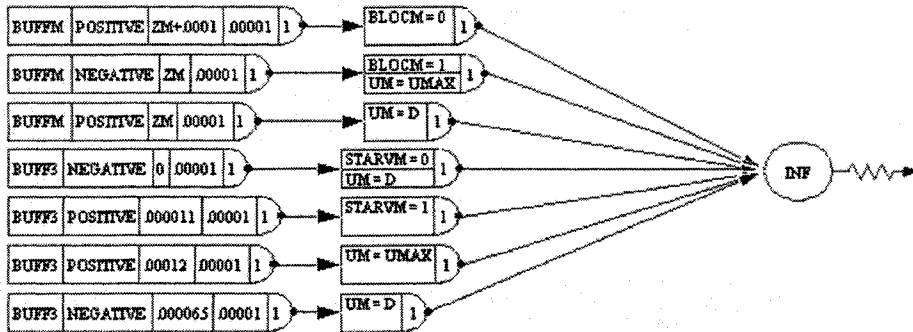 BUFFM POSITIVE ZM+.0001 .00001 1 BLOCM = 0 1
BUFFM NEGATIVE ZM .00001 1 BLOCM = 1 UM = UMAX 1
BUFFM POSITIVE ZM .00001 1 UM = D 1
BUFF3 NEGATIVE 0 .00001 1 STARVM = 0 UM = D 1
INF
BUFF3 POSITIVE .000011 .00001 1 STARVM = 1 1
BUFF3 POSITIVE .00012 .00001 1 UM = UMAX 1
BUFF3 NEGATIVE .000065 .00001 1 UM = D 1